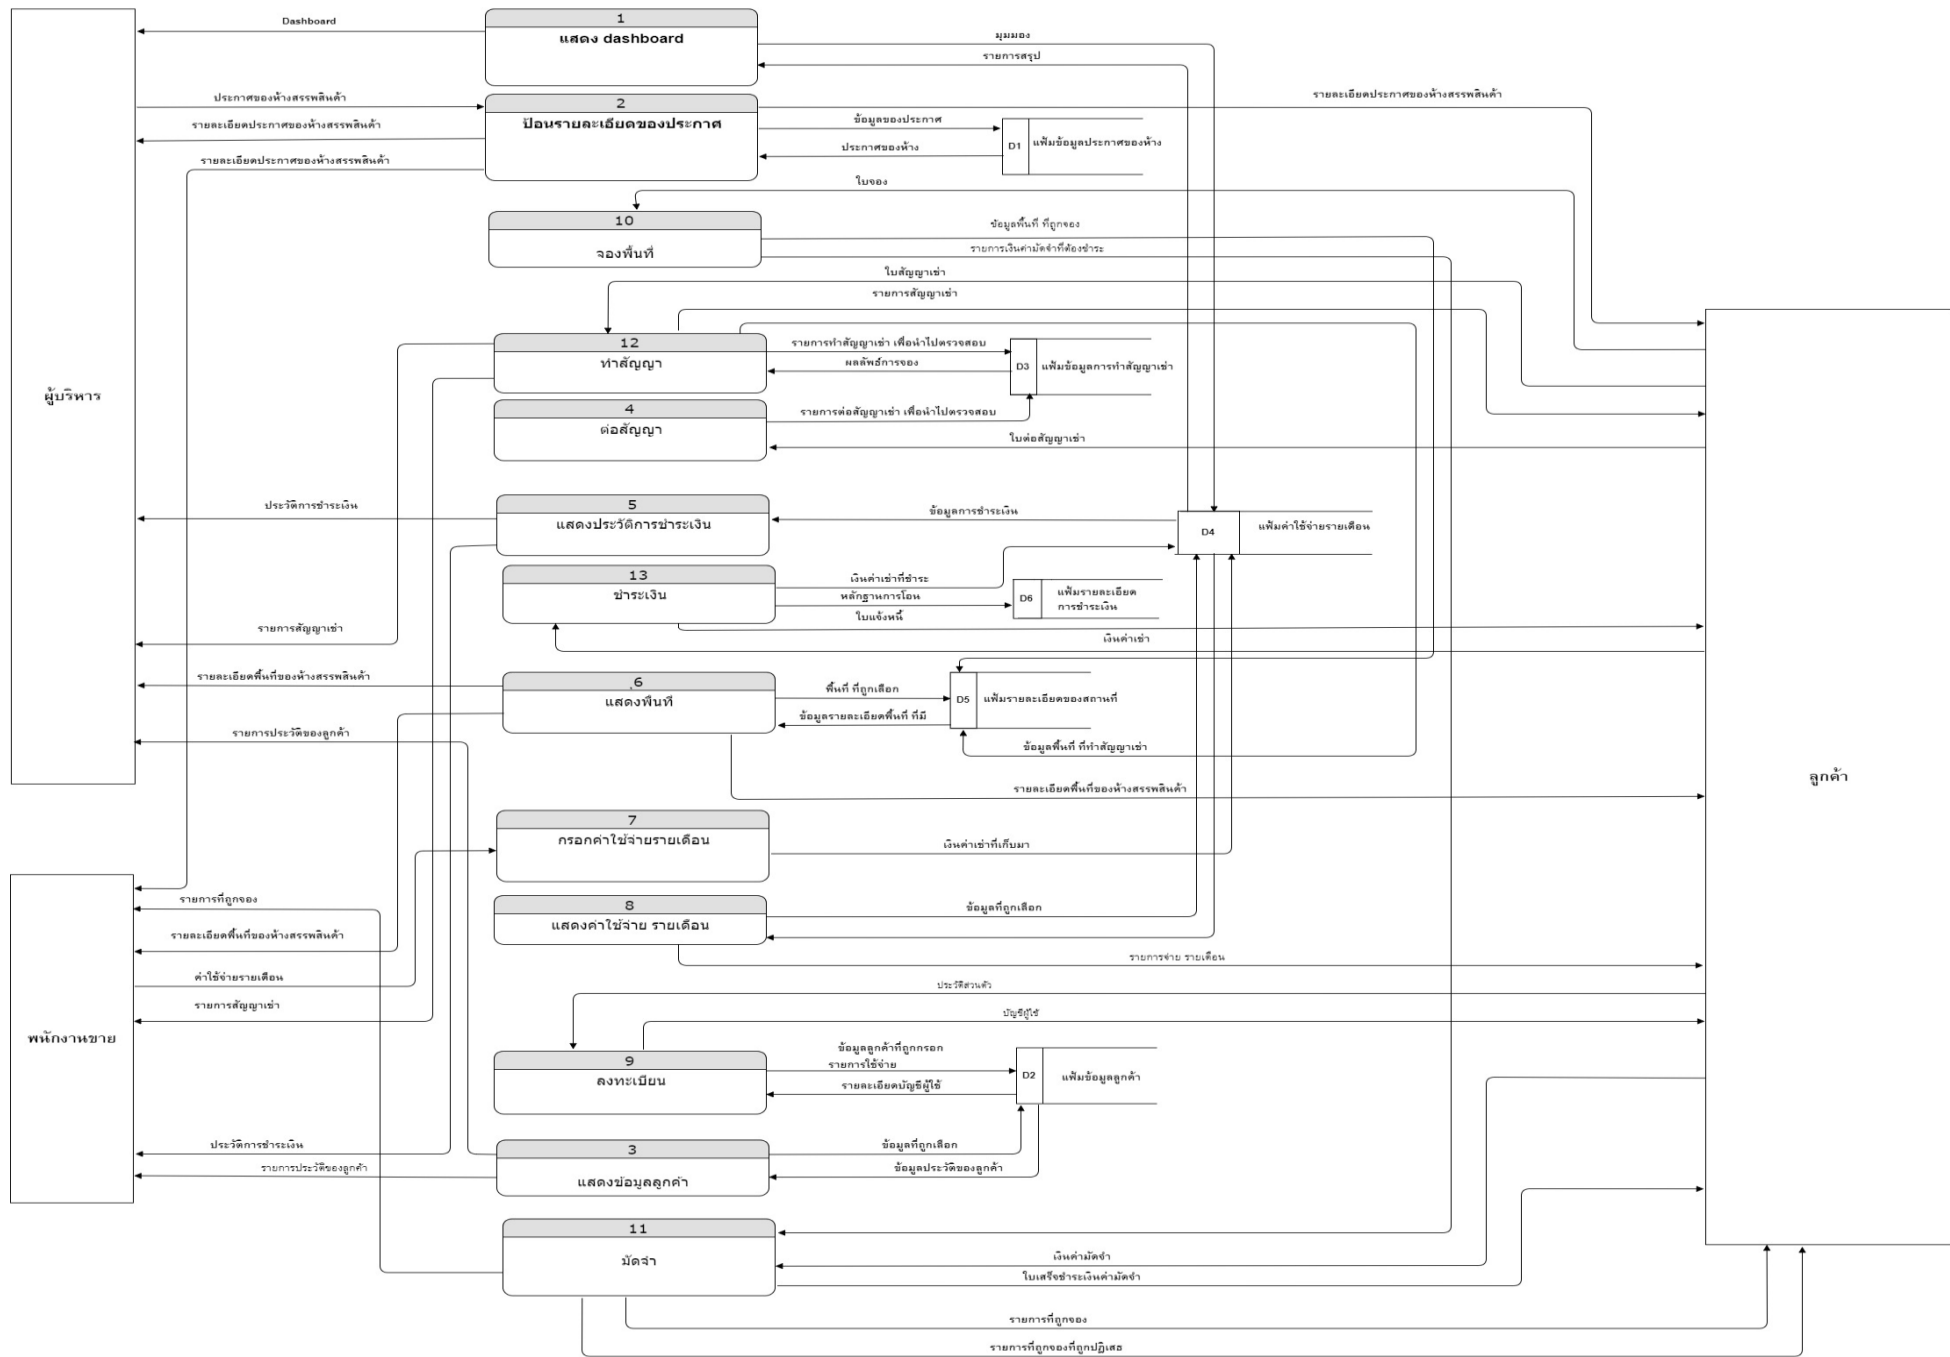 1
Dashboard
แสดง dashboard
มุมมอง
รายการสรุป
ประกาศของห้างสรรพสินค้า
2
รายละเอียดประกาศของห้างสรรพสินค้า
ป้อนรายละเอียดของประกาศ
ข้อมูลของประกาศ
รายละเอียดประกาศของห้างสรรพสินค้า
D1
แฟ้มข้อมูลประกาศของห้าง
ประกาศของห้าง
รายละเอียดประกาศของห้างสรรพสินค้า
ใบจอง
10
จองพื้นที่
ข้อมูลพื้นที่ ที่ถูกจอง
รายการเงินค่ามัดจำที่ต้องชำระ
ใบสัญญาเช่า
รายการสัญญาเช่า
12
ทำสัญญา
รายการทำสัญญาเช่า เพื่อนำไปตรวจสอบ
ผลลัพธ์การจอง
D3
แฟ้มข้อมูลการทำสัญญาเช่า
ผู้บริหาร
4
ต่อสัญญา
รายการต่อสัญญาเช่า เพื่อนำไปตรวจสอบ
ใบต่อสัญญาเช่า
5
แสดงประวัติการชำระเงิน
ประวัติการชำระเงิน
ข้อมูลการชำระเงิน
D4
แฟ้มค่าใช้จ่ายรายเดือน
13
ชำระเงิน
เงินค่าเช่าที่ชำระ
หลักฐานการโอน
ใบแจ้งหนี้
D6
แฟ้มรายละเอียด
การชำระเงิน
รายการสัญญาเช่า
เงินค่าเช่า
รายละเอียดพื้นที่ของห้างสรรพสินค้า
6
แสดงพื้นที่
พื้นที่ ที่ถูกเลือก
ข้อมูลรายละเอียดพื้นที่ ที่มี
D5
แฟ้มรายละเอียดของสถานที่
รายการประวัติของลูกค้า
ข้อมูลพื้นที่ ที่ทำสัญญาเช่า
ลูกค้า
รายละเอียดพื้นที่ของห้างสรรพสินค้า
7
กรอกค่าใช้จ่ายรายเดือน
เงินค่าเช่าที่เก็บมา
รายการที่ถูกจอง
8
แสดงค่าใช้จ่าย รายเดือน
ข้อมูลที่ถูกเลือก
รายละเอียดพื้นที่ของห้างสรรพสินค้า
รายการจ่าย รายเดือน
ค่าใช้จ่ายรายเดือน
ประวัติส่วนตัว
รายการสัญญาเช่า
บัญชีผู้ใช้
พนักงานขาย
9
ลงทะเบียน
ข้อมูลลูกค้าที่ถูกกรอก
รายการใช้จ่าย
รายละเอียดบัญชีผู้ใช้
D2
แฟ้มข้อมูลลูกค้า
ประวัติการชำระเงิน
3
แสดงข้อมูลลูกค้า
ข้อมูลที่ถูกเลือก
รายการประวัติของลูกค้า
ข้อมูลประวัติของลูกค้า
11
มัดจำ
เงินค่ามัดจำ
ใบเสร็จชำระเงินค่ามัดจำ
รายการที่ถูกจอง
รายการที่ถูกจองที่ถูกปฏิเสธ